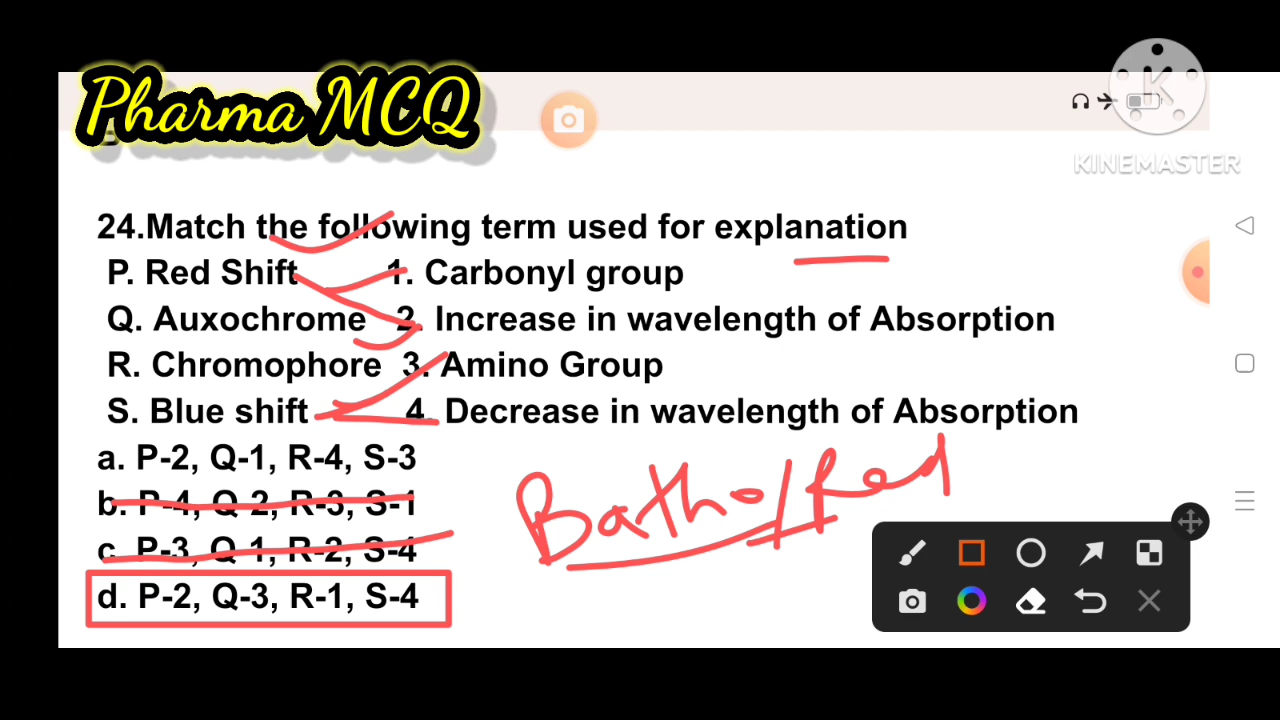 Pharma MCQ
KINEMASTER
24.Match the following term used for explanation
P. Red Shift 1. Carbonyl group
Q. Auxochrome 2. Increase in wavelength of Absorption
R. Chromophore 3. Amino Group
S. Blue shift 4. Decrease in wavelength of Absorption
a. P-2, Q-1, R-4, S-3
b. P-4, Q-2, R-3, S-1
c. P-3, Q-1, R-2, S-4
d. P-2, Q-3, R-1, S-4
Batho/Red